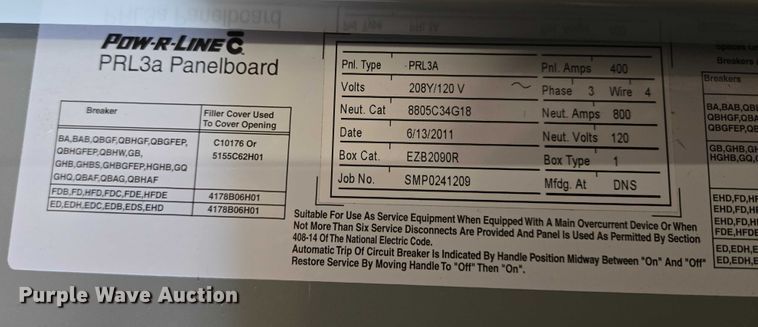 POW-R-LINE C
PRL3a Panelboard
Breaker
Filler Cover Used
To Cover Opening
BA,BAB,QBGF,QBHGF,QBGFEP,
QBHGFEP,QBHW,GB,
GHB,GHBS,GHBGFEP,HGHB,GQ
GHQ,QBAF,QBAG,QBHAF
C10176 Or
5155C62H01
FDB,FD,HFD,FDC,FDE,HFDE 4178B06H01
ED,EDH,EDC,EDB,EDS,EHD 4178B06H01
Pnl. Type PRL3A Pnl. Amps 400
Volts 208Y/120 V ~ Phase 3 Wire 4
Neut. Cat 8805C34G18 Neut. Amps 800
Date 6/13/2011 Neut. Volts 120
Box Cat. EZB2090R Box Type 1
Job No. SMP0241209 Mfdg. At DNS
Suitable For Use As Service Equipment When Equipped With A Main Overcurrent Device Or When
Not More Than Six Service Disconnects Are Provided And Panel Is Used As Permitted By Section
408-14 Of The National Electric Code.
Automatic Trip Of Circuit Breaker Is Indicated By Handle Position Midway Between "On" And "Off"
Restore Service By Moving Handle To "Off" Then "On".
Breakers
Breakers
BA,BAB,QB
QBHGF,QBA
QBGFEP,QB
GB,GHB,GH
HGHB,GQ,
EHD,FD,H
EHD,FD,HF
FDE,HFDE
ED,EDH,E
ED,EDH,E
Purple Wave Auction